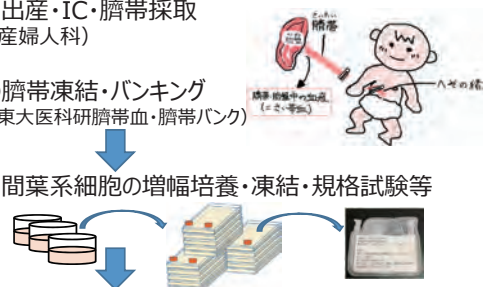 出産・IC・臍帯採取
産婦人科)
臍帯
へその緒
臍帯凍結・バンキング
東大医科研臍帯血・臍帯バンク)
間葉系細胞の増幅培養・凍結・規格試験等